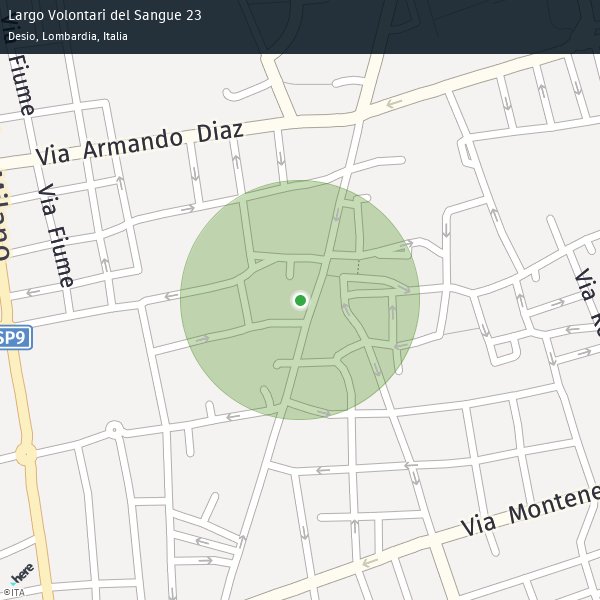 Largo Volontari del Sangue 23
Desio, Lombardia, Italia
Via Fiume
Via Armando Diaz
Via Fiume
Milano
SP9
Via
Via Montene
here
©ITA